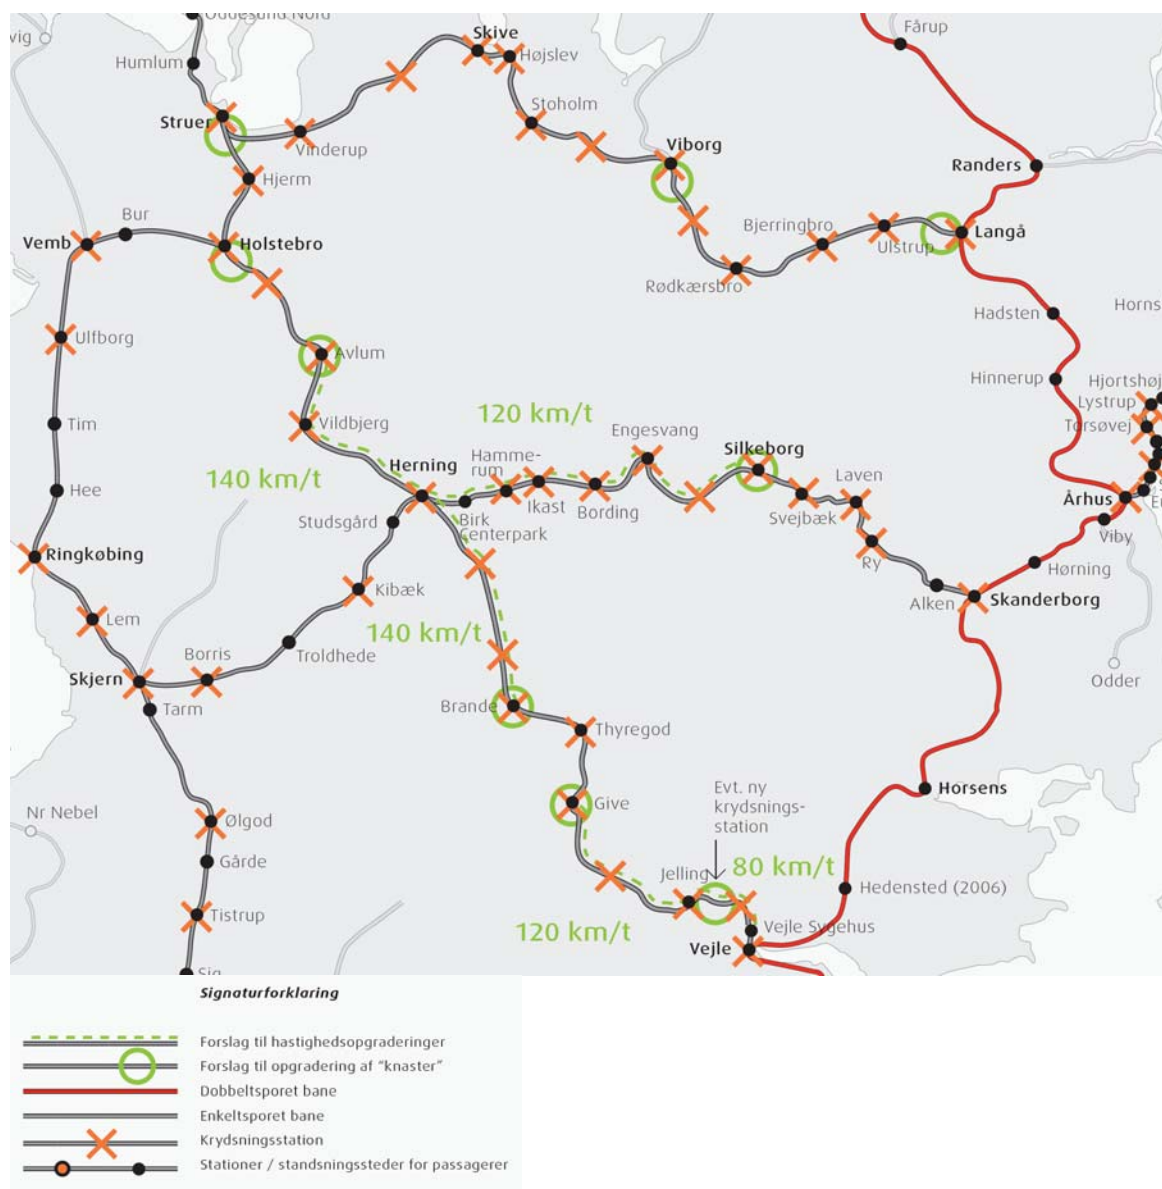 Oddesund Nord
Skive
Fårup
vig
Højslev
Humlum
Stoholm
Struer
Vinderup
Viborg
Randers
Hjerm
Bur
Bjerringbro
Vemb
Holstebro
Ulstrup
Langå
Rødkærsbro
Hadsten
Horns
Ulfborg
Avlum
Hinnerup
Hjortshøj
Lystrup
120 km/t
Torsøvej
Tim
Vildbjerg
Engesvang
Silkeborg
Hamme-
rum
Herning
Laven
140 km/t
Hee
Ikast
Bording
Århus
Studsgård
Birk
Centerpark
Svejbæk
Viby
Ringkøbing
Ry
Hørning
Kibæk
Alken
Skanderborg
Lem
140 km/t
Borris
Troldhede
Skjern
Odder
Tarm
Brande
Thyregod
Evt. ny
krydsnings-
station
Horsens
Nr Nebel
Give
Ølgod
Gårde
Jelling
80 km/t
Hedensted (2006)
Tistrup
120 km/t
Vejle Sygehus
Vejle
Sig
Signaturforklaring
Forslag til hastighedsopgraderinger
Forslag til opgradering af "knaster"
Dobbeltsporet bane
Enkeltsporet bane
Krydsningsstation
Stationer / standsningssteder for passagerer